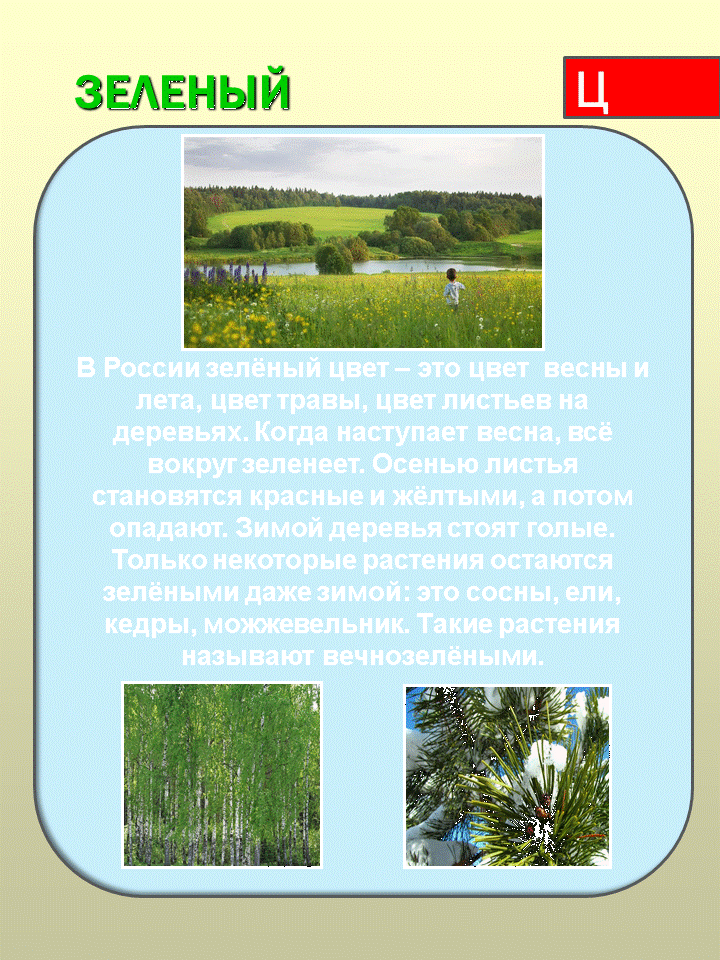 ЗЕЛЕНЫЙ
Ц
В России зелёный цвет – это цвет весны и
лета, цвет травы, цвет листьев на
деревьях. Когда наступает весна, всё
вокруг зеленеет. Осенью листья
становятся красные и жёлтыми, а потом
опадают. Зимой деревья стоят голые.
Только некоторые растения остаются
зелёными даже зимой: это сосны, ели,
кедры, можжевельник. Такие растения
называют вечнозелёными.